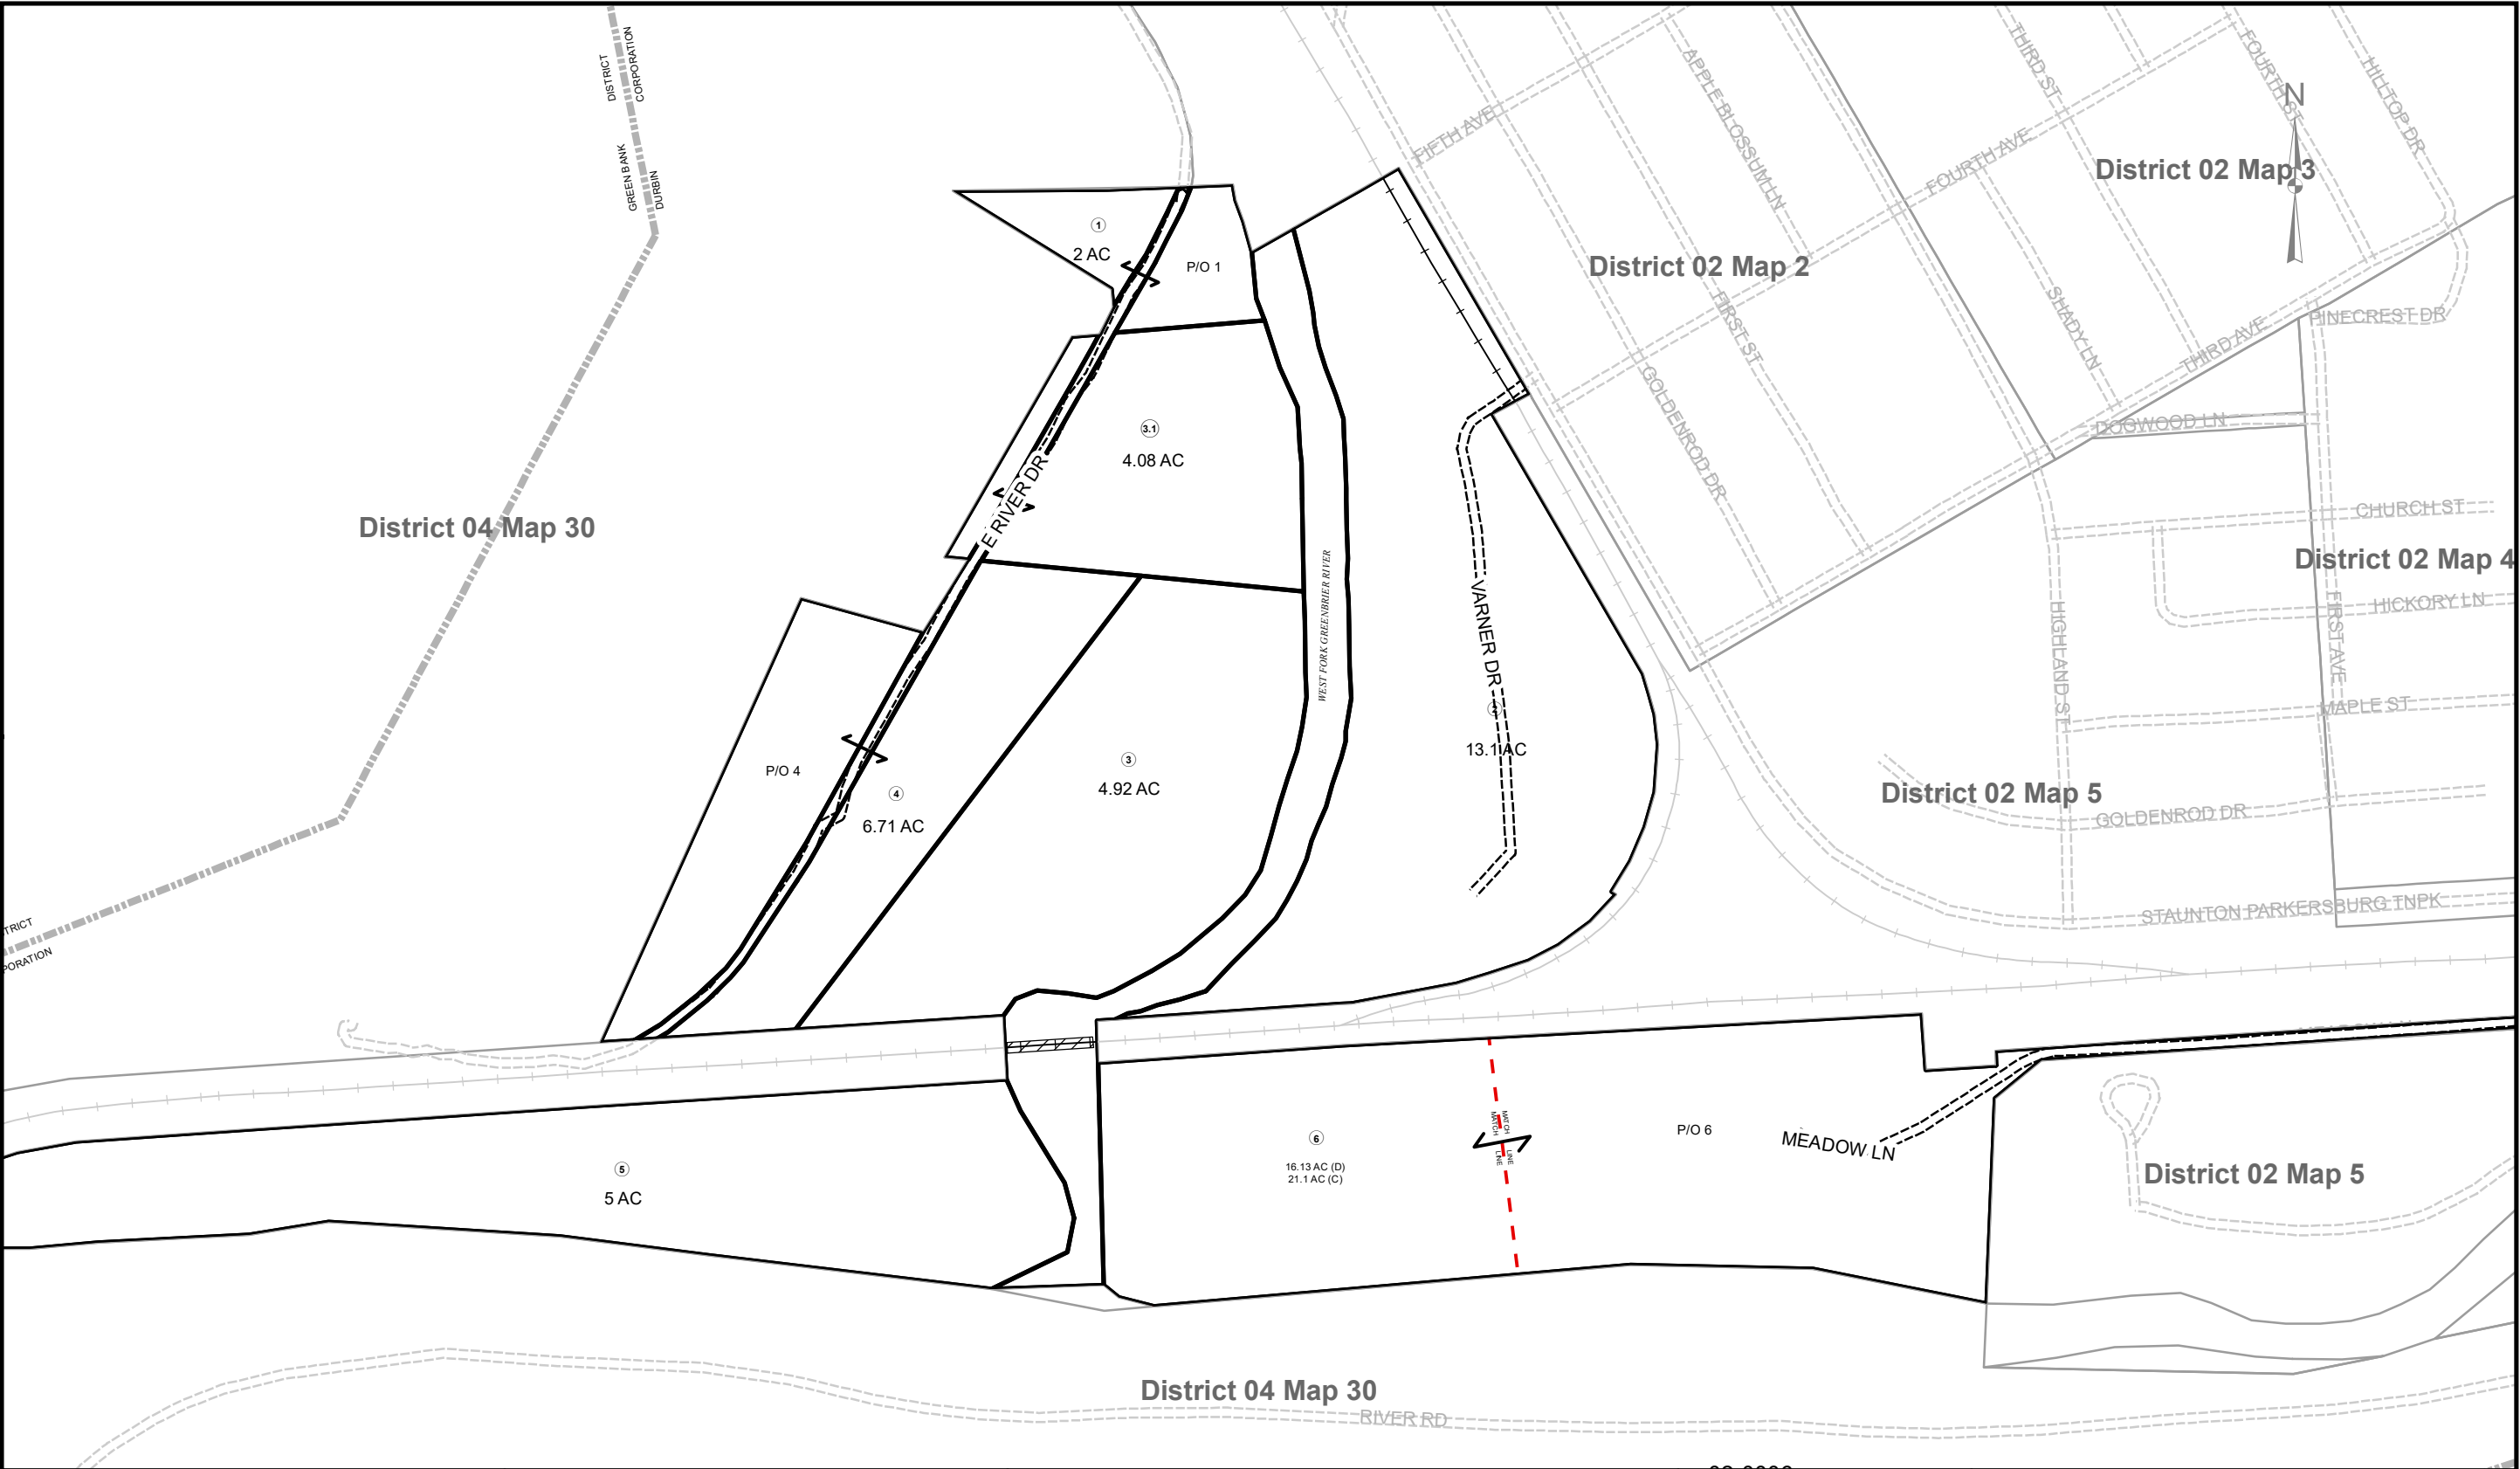 DISTRICT
CORPORATION
GREEN BANK
DURBIN
N
HILLTOP DR
FOURTH ST
THIRD ST
APPLE BLOSSUM LN
FIFTH AVE
FOURTH AVE
District 02 Map 3
District 02 Map 2
1
2 AC
P/O 1
FIRST ST
SHADY LN
THIRD AVE
PINECREST DR
GOLDENROD DR
DOGWOOD LN
3.1
4.08 AC
E RIVER DR
District 04 Map 30
CHURCH ST
District 02 Map 4
HICKORY LN
FIRST AVE
HIGHLAND ST
MAPLE ST
WEST FORK GREENBRIER RIVER
VARNER DR
2
13.1 AC
P/O 4
3
4.92 AC
4
6.71 AC
District 02 Map 5
GOLDENROD DR
STAUNTON PARKERSBURG TNPK
TRICT
PORATION
MATCH LINE
MATCH LINE
6
16.13 AC (D)
21.1 AC (C)
P/O 6
MEADOW LN
5
5 AC
District 02 Map 5
District 04 Map 30
RIVER RD